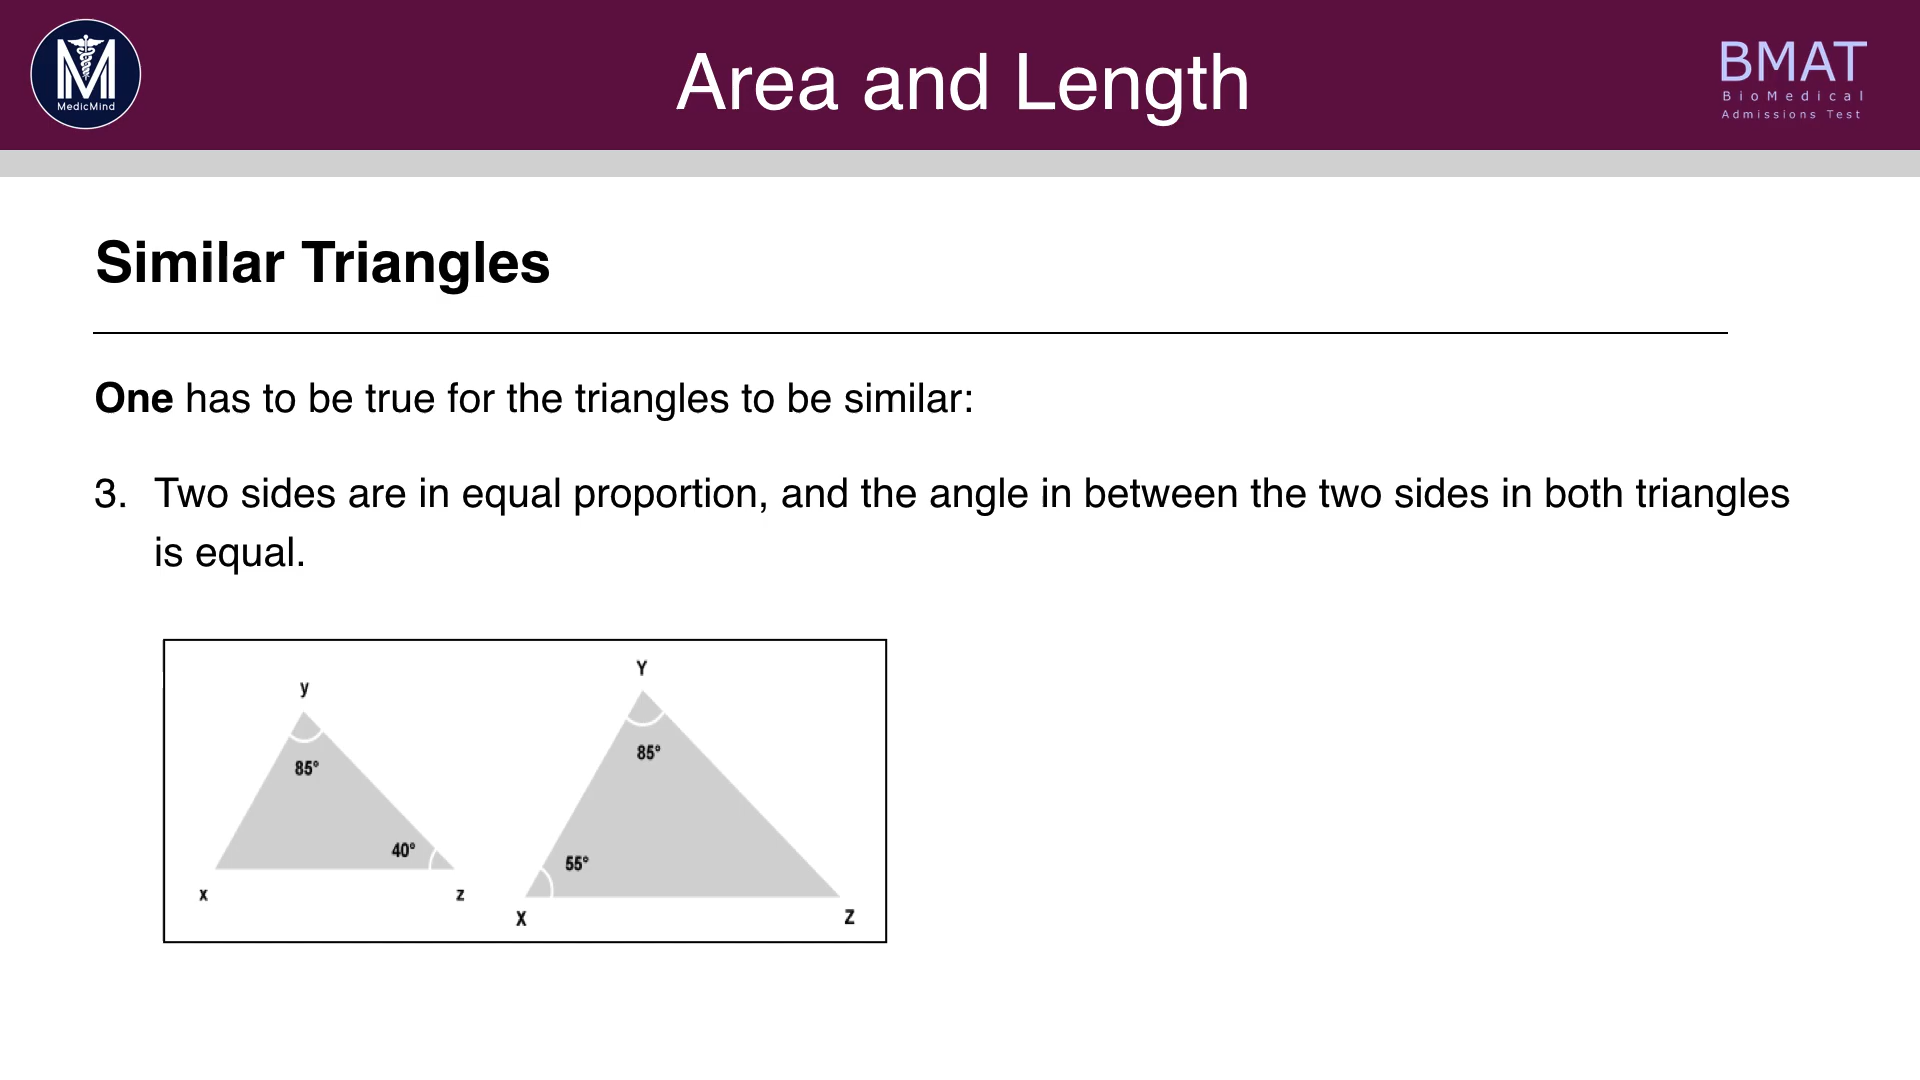 MedicMind
Area and Length
BMAT
BioMedical
Admissions Test
Similar Triangles
One has to be true for the triangles to be similar:
3. Two sides are in equal proportion, and the angle in between the two sides in both triangles
is equal.
y
85°
40°
x
z
Y
85°
55°
X
Z